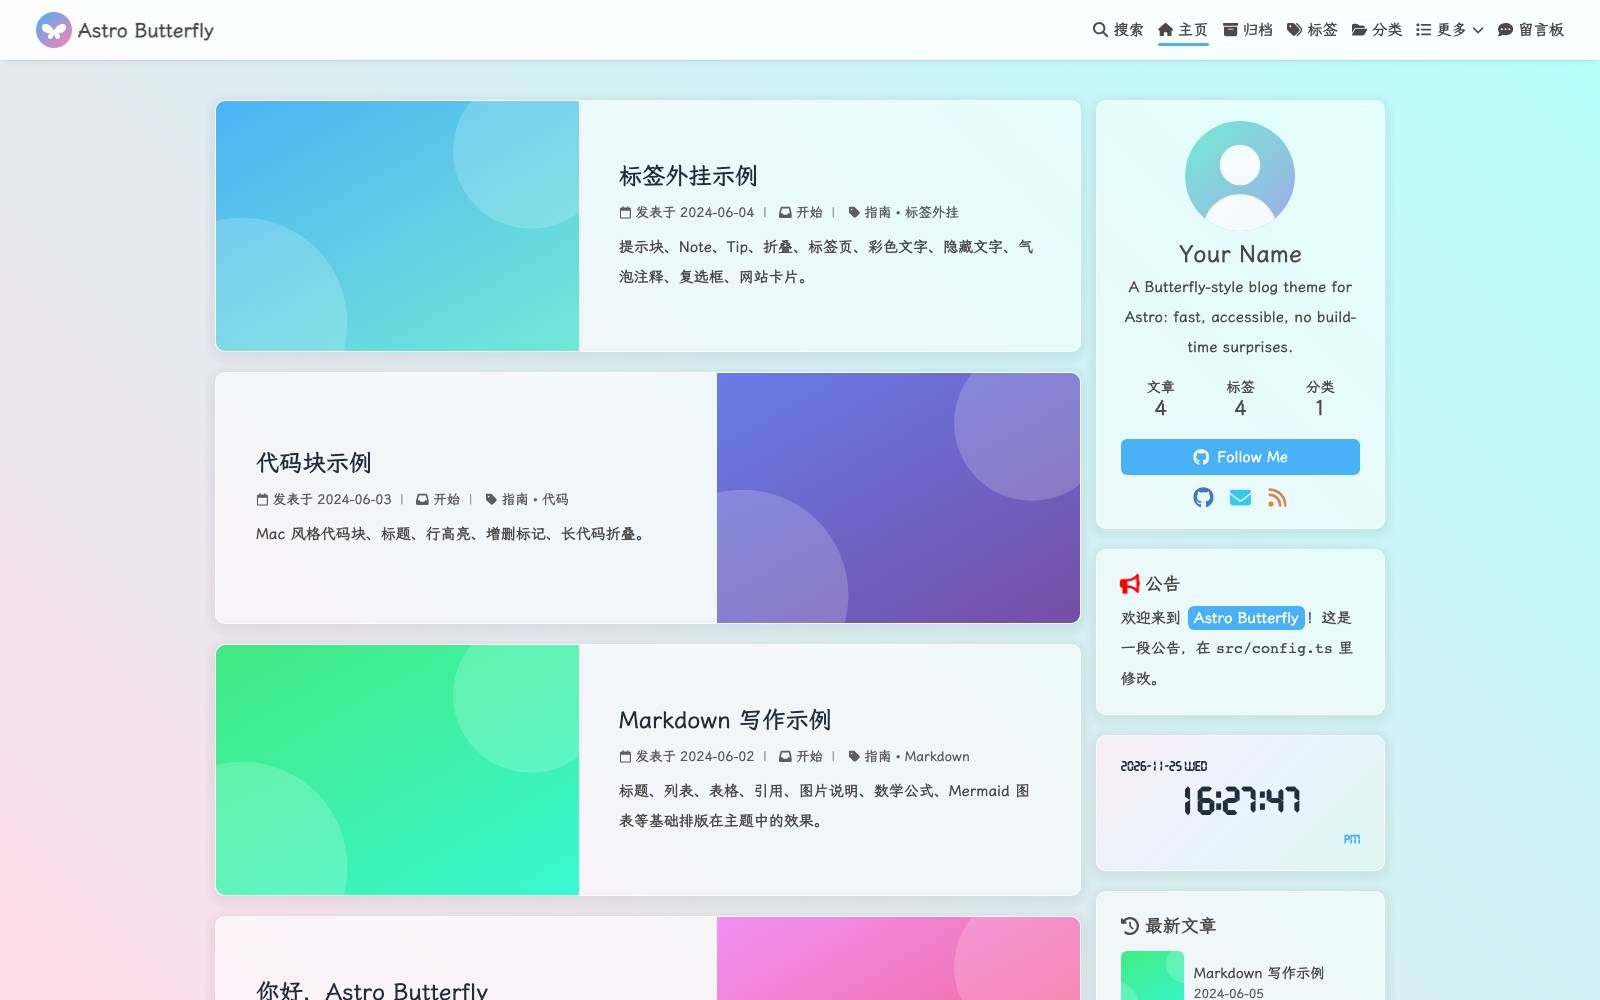 Astro Butterfly
搜索 主页 归档 标签 分类 更多 留言板
标签外挂示例
发表于 2024-06-04 | 开始 | 指南 • 标签外挂
提示块、Note、Tip、折叠、标签页、彩色文字、隐藏文字、气
泡注释、复选框、网站卡片。
代码块示例
发表于 2024-06-03 | 开始 | 指南 • 代码
Mac 风格代码块、标题、行高亮、增删标记、长代码折叠。
Markdown 写作示例
发表于 2024-06-02 | 开始 | 指南 • Markdown
标题、列表、表格、引用、图片说明、数学公式、Mermaid 图
表等基础排版在主题中的效果。
你好，Astro Butterfly
Your Name
A Butterfly-style blog theme for
Astro: fast, accessible, no build-
time surprises.
文章 标签 分类
4 4 1
Follow Me
公告
欢迎来到 Astro Butterfly！这是
一段公告，在 src/config.ts 里
修改。
2026-11-25 WED
16:27:47
PM
最新文章
Markdown 写作示例
2024-06-05